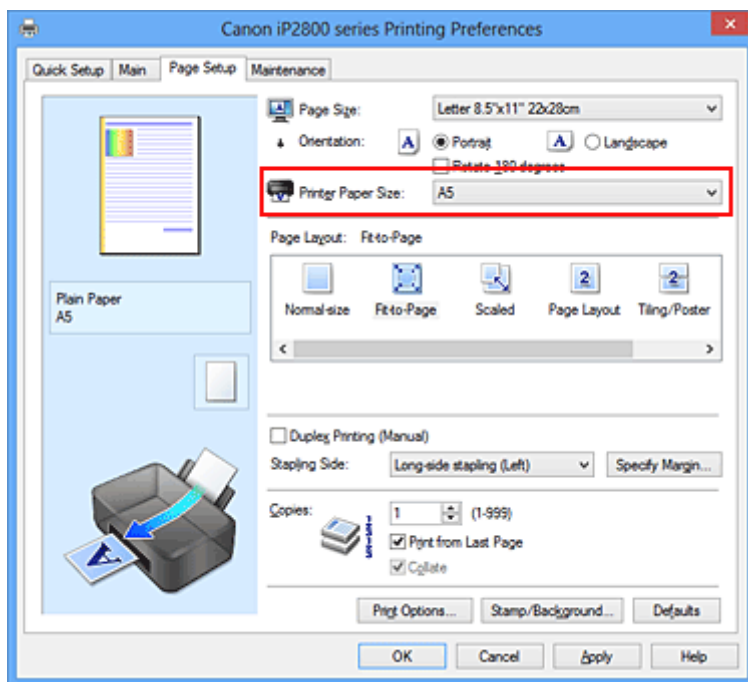 Canon iP2800 series Printing Preferences
Quick Setup Main Page Setup Maintenance
Page Size: Letter 8.5"x11" 22x28cm
Orientation: A Portrait A Landscape
Rotate 180 degrees
Printer Paper Size: A5
Page Layout: Fit-to-Page
Normal-size Fit-to-Page Scaled Page Layout Tiling/Poster
Plain Paper
A5
Duplex Printing (Manual)
Stapling Side: Long-side stapling (Left) Specify Margin...
Copies: 1 (1-999)
Print from Last Page
Collate
Print Options... Stamp/Background... Defaults
OK Cancel Apply Help